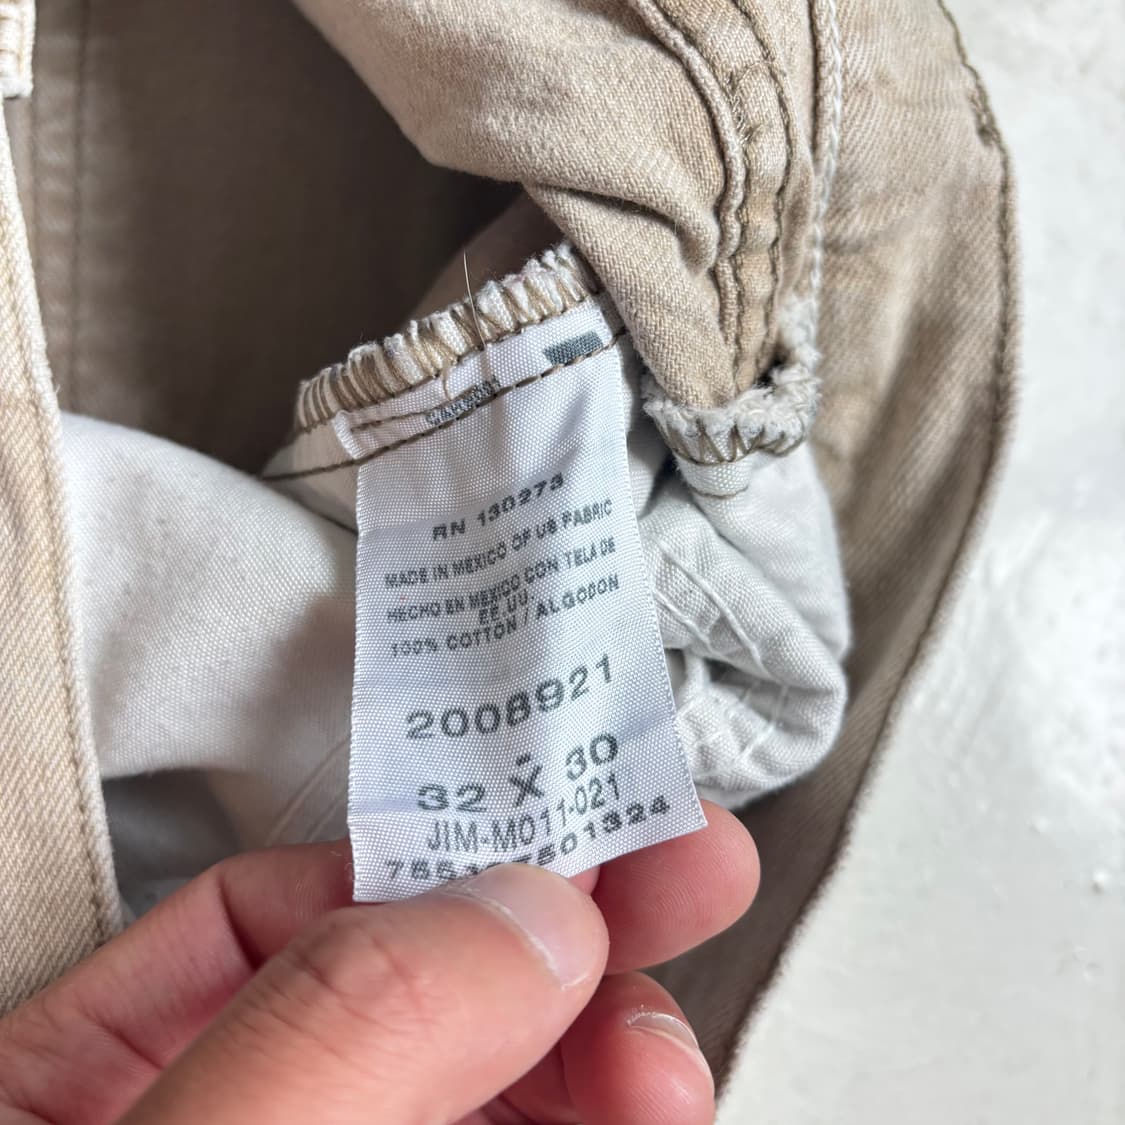 RN 130273
MADE IN MEXICO OF US FABRIC
HECHO EN MEXICO CON TELA DE
EE UU
100% COTTON / ALGODON
2008921
32 X 30
JIM-M011-021